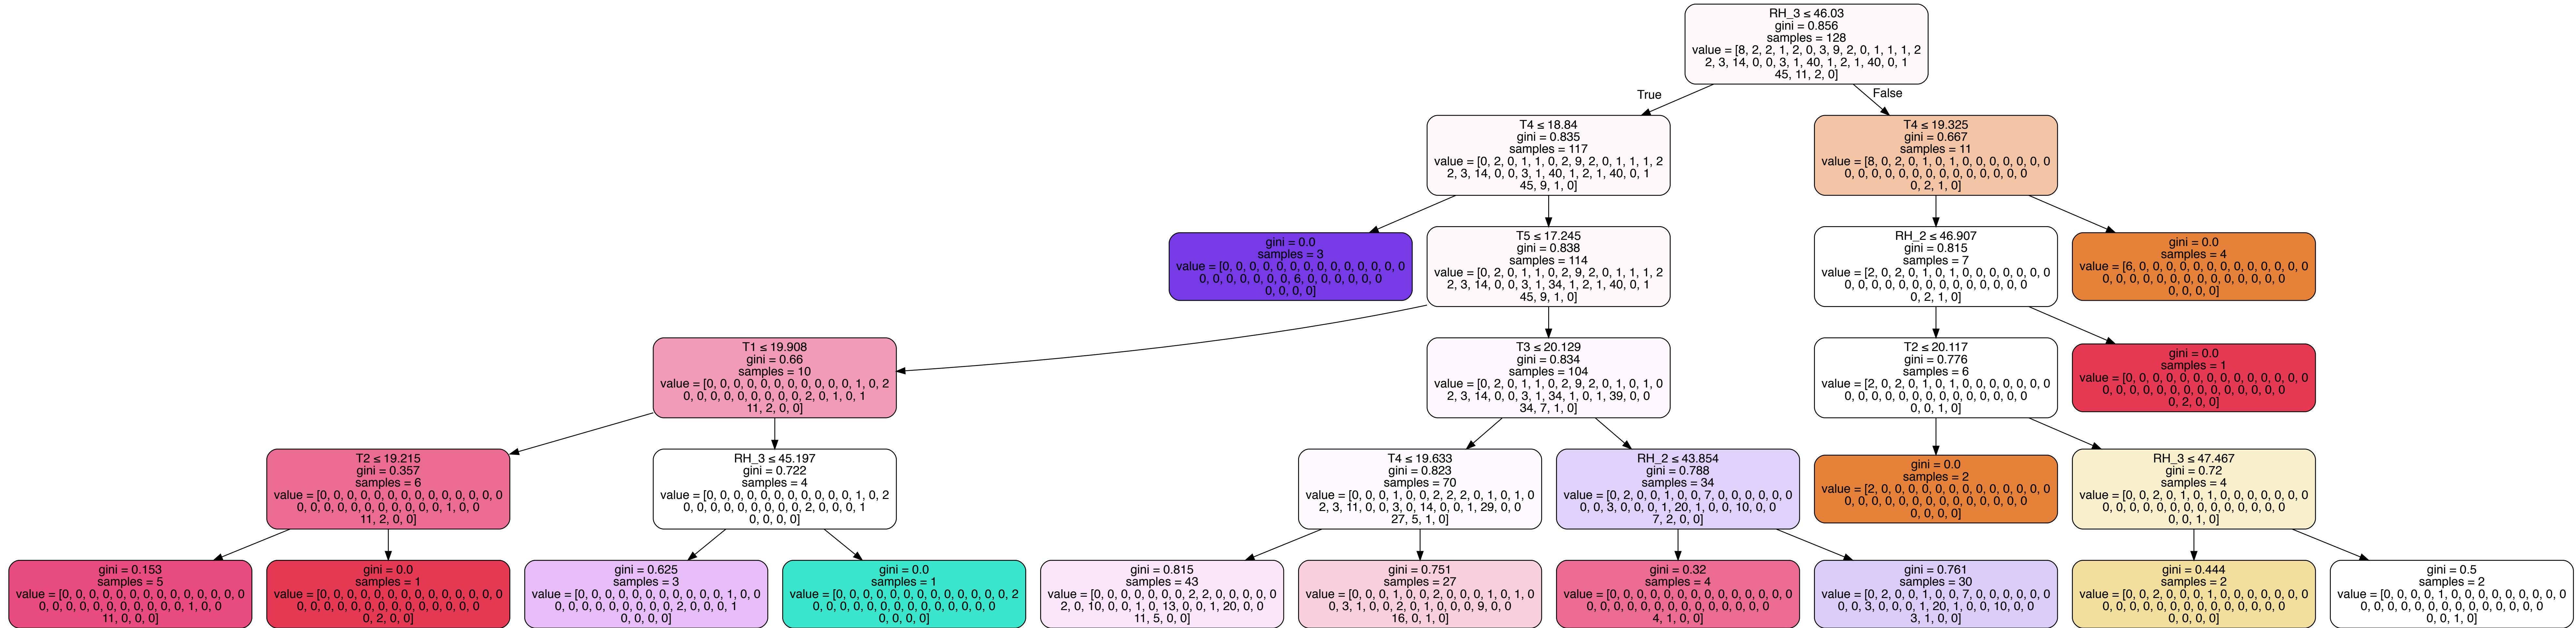 RH_3 ≤ 46.03
gini = 0.856
samples = 128
value = [8, 2, 2, 1, 2, 0, 3, 9, 2, 0, 1, 1, 1, 2
2, 3, 14, 0, 0, 3, 1, 40, 1, 2, 1, 40, 0, 1
45, 11, 2, 0]
True
False
T4 ≤ 18.84
gini = 0.835
samples = 117
value = [0, 2, 0, 1, 1, 0, 2, 9, 2, 0, 1, 1, 1, 2
2, 3, 14, 0, 0, 3, 1, 40, 1, 2, 1, 40, 0, 1
45, 9, 1, 0]
T4 ≤ 19.325
gini = 0.667
samples = 11
value = [8, 0, 2, 0, 1, 0, 1, 0, 0, 0, 0, 0, 0, 0
0, 0, 0, 0, 0, 0, 0, 0, 0, 0, 0, 0, 0, 0
0, 2, 1, 0]
gini = 0.0
samples = 3
value = [0, 0, 0, 0, 0, 0, 0, 0, 0, 0, 0, 0, 0, 0
0, 0, 0, 0, 0, 0, 0, 6, 0, 0, 0, 0, 0, 0
0, 0, 0, 0]
T5 ≤ 17.245
gini = 0.838
samples = 114
value = [0, 2, 0, 1, 1, 0, 2, 9, 2, 0, 1, 1, 1, 2
2, 3, 14, 0, 0, 3, 1, 34, 1, 2, 1, 40, 0, 1
45, 9, 1, 0]
RH_2 ≤ 46.907
gini = 0.815
samples = 7
value = [2, 0, 2, 0, 1, 0, 1, 0, 0, 0, 0, 0, 0, 0
0, 0, 0, 0, 0, 0, 0, 0, 0, 0, 0, 0, 0, 0
0, 2, 1, 0]
gini = 0.0
samples = 4
value = [6, 0, 0, 0, 0, 0, 0, 0, 0, 0, 0, 0, 0, 0
0, 0, 0, 0, 0, 0, 0, 0, 0, 0, 0, 0, 0, 0
0, 0, 0, 0]
T1 ≤ 19.908
gini = 0.66
samples = 10
value = [0, 0, 0, 0, 0, 0, 0, 0, 0, 0, 0, 1, 0, 2
0, 0, 0, 0, 0, 0, 0, 0, 0, 2, 0, 1, 0, 1
11, 2, 0, 0]
T3 ≤ 20.129
gini = 0.834
samples = 104
value = [0, 2, 0, 1, 1, 0, 2, 9, 2, 0, 1, 0, 1, 0
2, 3, 14, 0, 0, 3, 1, 34, 1, 0, 1, 39, 0, 0
34, 7, 1, 0]
T2 ≤ 20.117
gini = 0.776
samples = 6
value = [2, 0, 2, 0, 1, 0, 1, 0, 0, 0, 0, 0, 0, 0
0, 0, 0, 0, 0, 0, 0, 0, 0, 0, 0, 0, 0, 0
0, 0, 1, 0]
gini = 0.0
samples = 1
value = [0, 0, 0, 0, 0, 0, 0, 0, 0, 0, 0, 0, 0, 0
0, 0, 0, 0, 0, 0, 0, 0, 0, 0, 0, 0, 0, 0
0, 2, 0, 0]
T2 ≤ 19.215
gini = 0.357
samples = 6
value = [0, 0, 0, 0, 0, 0, 0, 0, 0, 0, 0, 0, 0, 0
0, 0, 0, 0, 0, 0, 0, 0, 0, 0, 0, 1, 0, 0
11, 2, 0, 0]
RH_3 ≤ 45.197
gini = 0.722
samples = 4
value = [0, 0, 0, 0, 0, 0, 0, 0, 0, 0, 0, 1, 0, 2
0, 0, 0, 0, 0, 0, 0, 0, 0, 2, 0, 0, 0, 1
0, 0, 0, 0]
T4 ≤ 19.633
gini = 0.823
samples = 70
value = [0, 0, 0, 1, 0, 0, 2, 2, 2, 0, 1, 0, 1, 0
2, 3, 11, 0, 0, 3, 0, 14, 0, 0, 1, 29, 0, 0
27, 5, 1, 0]
RH_2 ≤ 43.854
gini = 0.788
samples = 34
value = [0, 2, 0, 0, 1, 0, 0, 7, 0, 0, 0, 0, 0, 0
0, 0, 3, 0, 0, 0, 1, 20, 1, 0, 0, 10, 0, 0
7, 2, 0, 0]
gini = 0.0
samples = 2
value = [2, 0, 0, 0, 0, 0, 0, 0, 0, 0, 0, 0, 0, 0
0, 0, 0, 0, 0, 0, 0, 0, 0, 0, 0, 0, 0, 0
0, 0, 0, 0]
RH_3 ≤ 47.467
gini = 0.72
samples = 4
value = [0, 0, 2, 0, 1, 0, 1, 0, 0, 0, 0, 0, 0, 0
0, 0, 0, 0, 0, 0, 0, 0, 0, 0, 0, 0, 0, 0
0, 0, 1, 0]
gini = 0.153
samples = 5
value = [0, 0, 0, 0, 0, 0, 0, 0, 0, 0, 0, 0, 0, 0
0, 0, 0, 0, 0, 0, 0, 0, 0, 0, 0, 1, 0, 0
11, 0, 0, 0]
gini = 0.0
samples = 1
value = [0, 0, 0, 0, 0, 0, 0, 0, 0, 0, 0, 0, 0, 0
0, 0, 0, 0, 0, 0, 0, 0, 0, 0, 0, 0, 0, 0
0, 2, 0, 0]
gini = 0.625
samples = 3
value = [0, 0, 0, 0, 0, 0, 0, 0, 0, 0, 0, 1, 0, 0
0, 0, 0, 0, 0, 0, 0, 0, 0, 2, 0, 0, 0, 1
0, 0, 0, 0]
gini = 0.0
samples = 1
value = [0, 0, 0, 0, 0, 0, 0, 0, 0, 0, 0, 0, 0, 2
0, 0, 0, 0, 0, 0, 0, 0, 0, 0, 0, 0, 0, 0
0, 0, 0, 0]
gini = 0.815
samples = 43
value = [0, 0, 0, 0, 0, 0, 0, 2, 2, 0, 0, 0, 0, 0
2, 0, 10, 0, 0, 1, 0, 13, 0, 0, 1, 20, 0, 0
11, 5, 0, 0]
gini = 0.751
samples = 27
value = [0, 0, 0, 1, 0, 0, 2, 0, 0, 0, 1, 0, 1, 0
0, 3, 1, 0, 0, 2, 0, 1, 0, 0, 0, 9, 0, 0
16, 0, 1, 0]
gini = 0.32
samples = 4
value = [0, 0, 0, 0, 0, 0, 0, 0, 0, 0, 0, 0, 0, 0
0, 0, 0, 0, 0, 0, 0, 0, 0, 0, 0, 0, 0, 0
4, 1, 0, 0]
gini = 0.761
samples = 30
value = [0, 2, 0, 0, 1, 0, 0, 7, 0, 0, 0, 0, 0, 0
0, 0, 3, 0, 0, 0, 1, 20, 1, 0, 0, 10, 0, 0
3, 1, 0, 0]
gini = 0.444
samples = 2
value = [0, 0, 2, 0, 0, 0, 1, 0, 0, 0, 0, 0, 0, 0
0, 0, 0, 0, 0, 0, 0, 0, 0, 0, 0, 0, 0, 0
0, 0, 0, 0]
gini = 0.5
samples = 2
value = [0, 0, 0, 0, 1, 0, 0, 0, 0, 0, 0, 0, 0, 0
0, 0, 0, 0, 0, 0, 0, 0, 0, 0, 0, 0, 0, 0
0, 0, 1, 0]